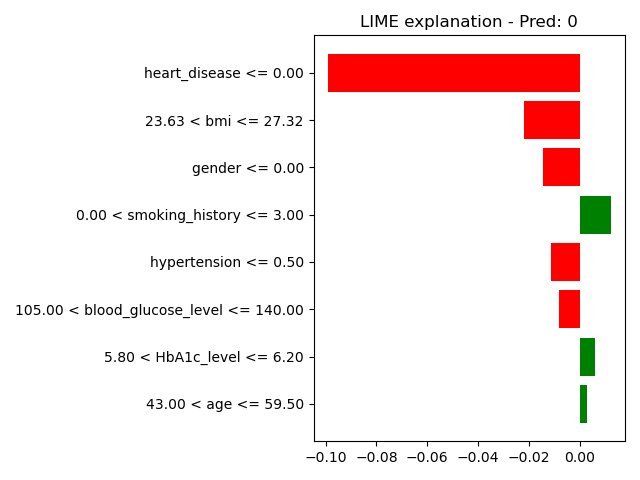 LIME explanation - Pred: 0
heart_disease <= 0.00
23.63 < bmi <= 27.32
gender <= 0.00
0.00 < smoking_history <= 3.00
hypertension <= 0.50
105.00 < blood_glucose_level <= 140.00
5.80 < HbA1c_level <= 6.20
43.00 < age <= 59.50
−0.10 −0.08 −0.06 −0.04 −0.02 0.00